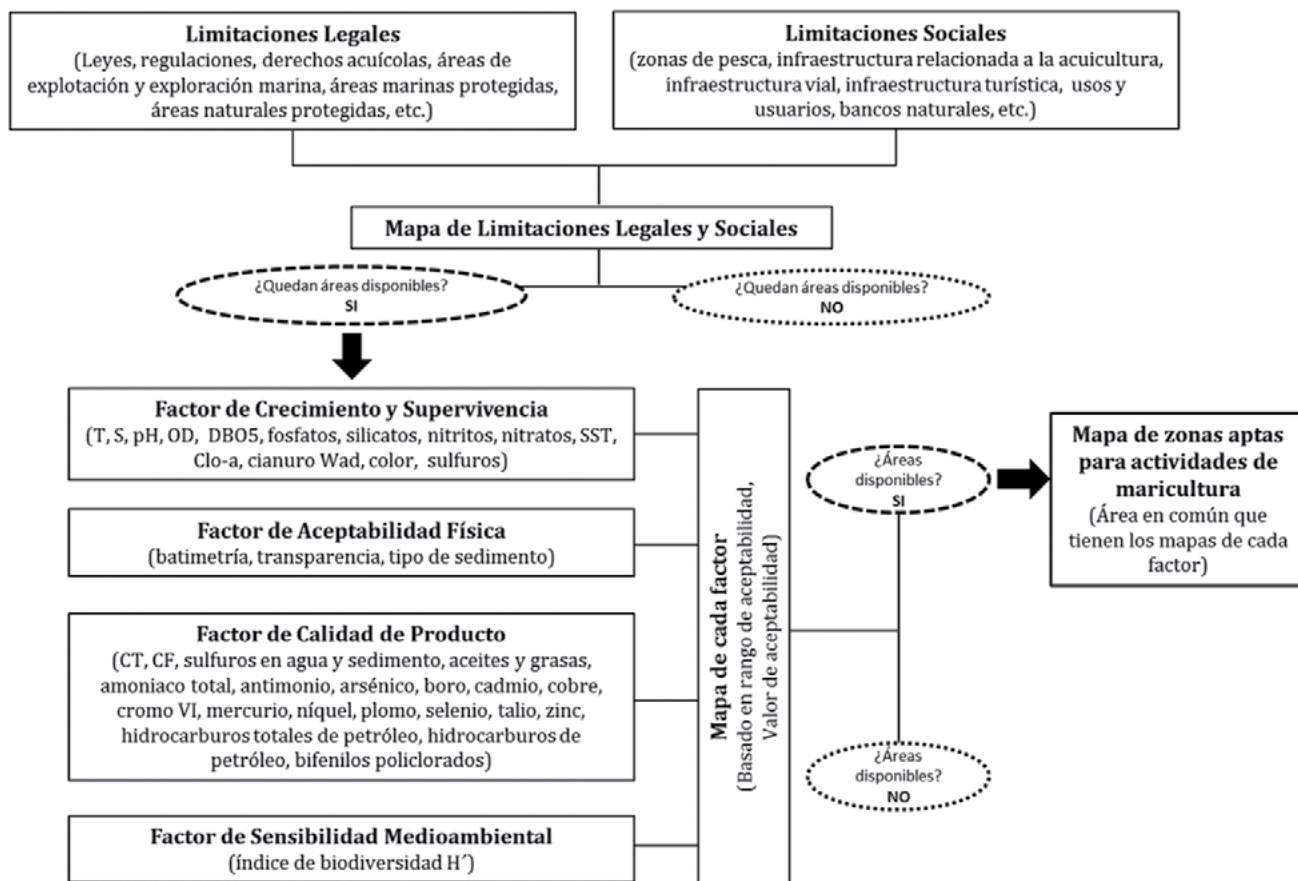 Limitaciones Legales
(Leyes, regulaciones, derechos acuícolas, áreas de
explotación y exploración marina, áreas marinas protegidas,
áreas naturales protegidas, etc.)
Limitaciones Sociales
(zonas de pesca, infraestructura relacionada a la acuicultura,
infraestructura vial, infraestructura turística, usos y
usuarios, bancos naturales, etc.)
Mapa de Limitaciones Legales y Sociales
¿Quedan áreas disponibles?
SI
¿Quedan áreas disponibles?
NO
Factor de Crecimiento y Supervivencia
(T, S, pH, OD, DBO5, fosfatos, silicatos, nitritos, nitratos, SST,
Clo-a, cianuro Wad, color, sulfuros)
Factor de Aceptabilidad Física
(batimetría, transparencia, tipo de sedimento)
Factor de Calidad de Producto
(CT, CF, sulfuros en agua y sedimento, aceites y grasas,
amoniaco total, antimonio, arsénico, boro, cadmio, cobre,
cromo VI, mercurio, níquel, plomo, selenio, talio, zinc,
hidrocarburos totales de petróleo, hidrocarburos de
petróleo, bifenilos policlorados)
Factor de Sensibilidad Medioambiental
(índice de biodiversidad H´)
Mapa de cada factor
(Basado en rango de aceptabilidad,
Valor de aceptabilidad)
¿Áreas
disponibles?
SI
¿Áreas
disponibles?
NO
Mapa de zonas aptas
para actividades de
maricultura
(Área en común que
tienen los mapas de cada
factor)